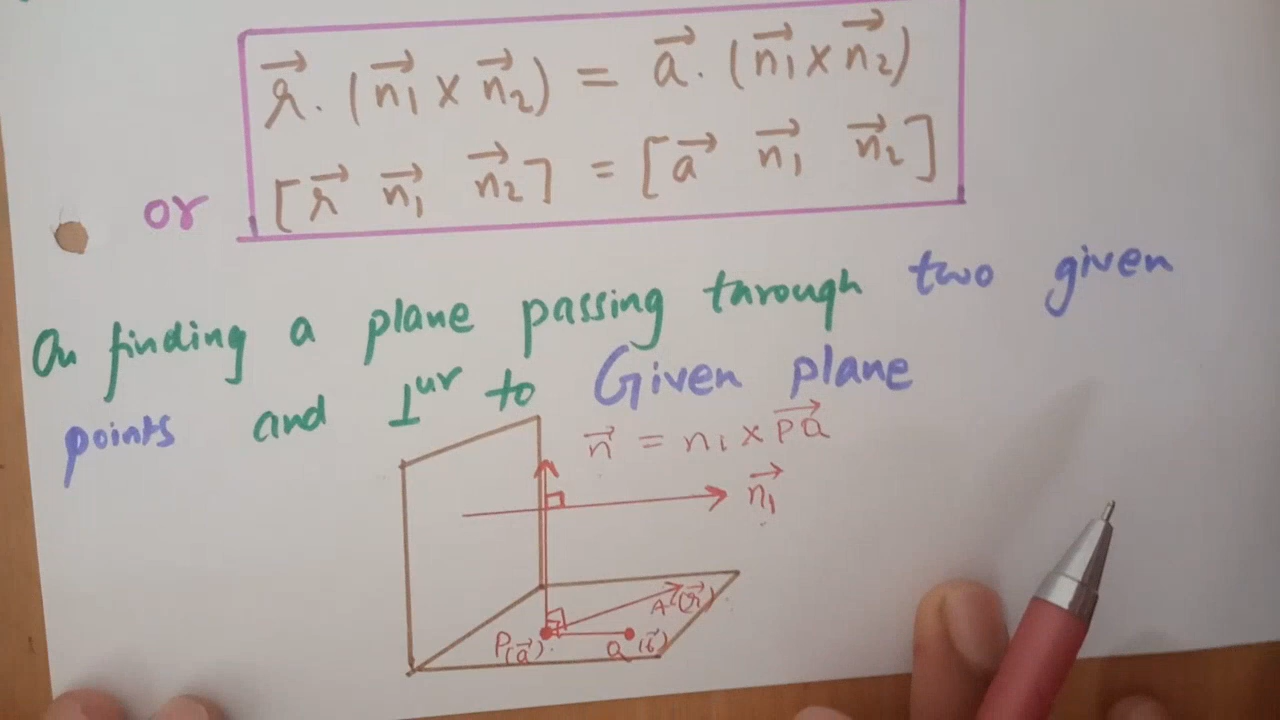 r⃗. (n⃗₁ × n⃗₂) = a⃗. (n⃗₁ × n⃗₂)
or [r⃗ n⃗₁ n⃗₂] = [a⃗ n⃗₁ n⃗₂]
On finding a plane passing through two given
points and ⊥ur to Given plane
n⃗ = n₁ × PQ⃗
n⃗₁
A(r⃗)
P(a⃗) Q(b⃗)